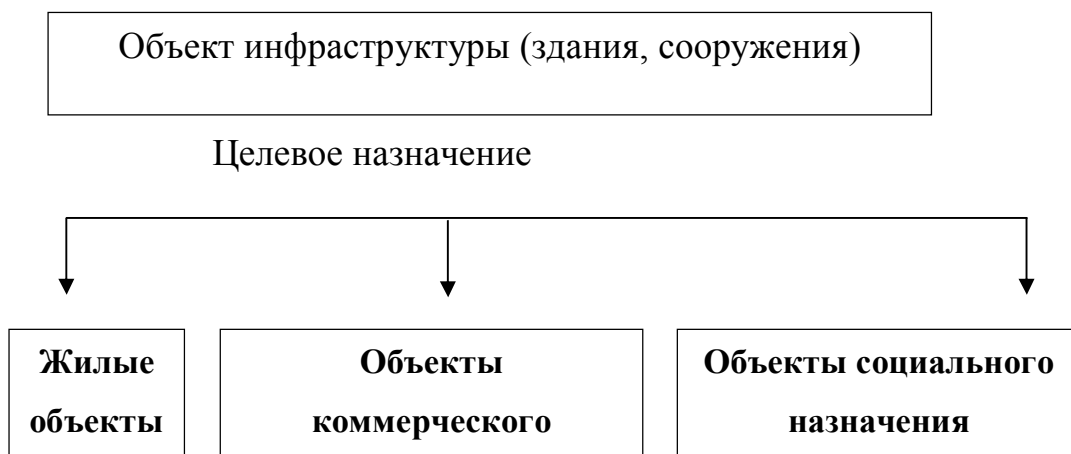 Объект инфраструктуры (здания, сооружения)
Целевое назначение
Жилые
объекты
Объекты
коммерческого
Объекты социального
назначения